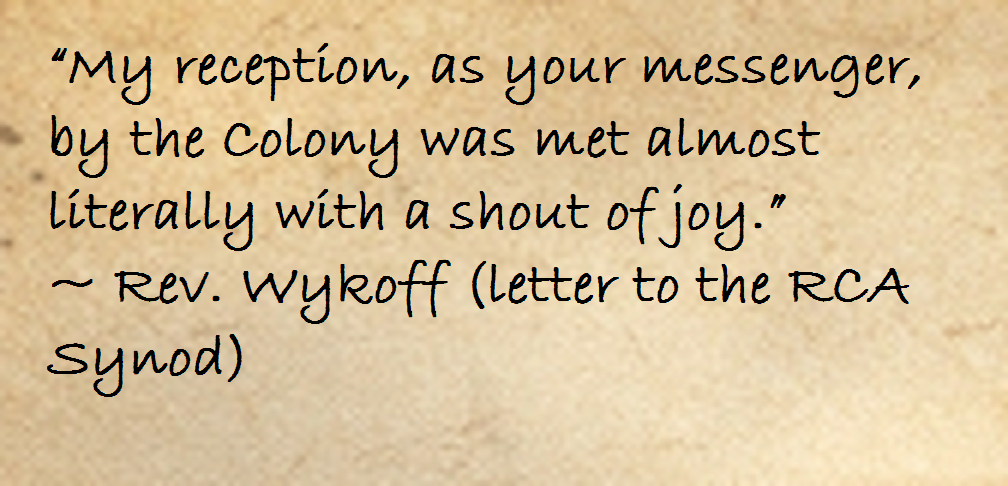 “My reception, as your messenger,
by the Colony was met almost
literally with a shout of joy.”
~ Rev. Wykoff (letter to the RCA
Synod)